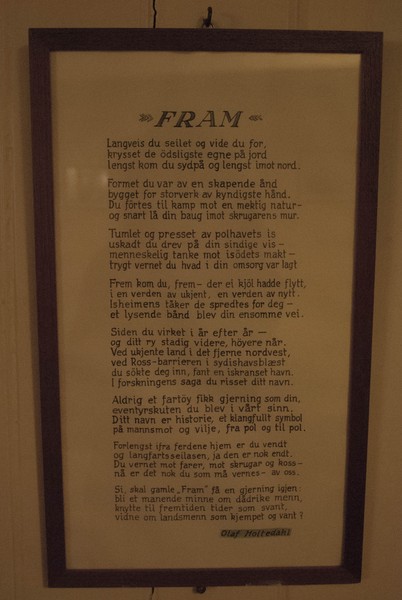 FRAM
Langveis du seilet og vide du for,
krysset de ödsligste egne på jord
lengst kom du sydpå og lengst imot nord.
Formet du var av en skapende ånd
bygget for storverk av kyndigste hånd.
Du förtes til kamp mot en mektig natur-
og snart lå din baug imot skrugarens mur.
Tumlet og presset av polhavets is
uskadt du drev på din sindige vis –
menneskelig tanke mot isödets makt –
trygt vernet du hvad i din omsorg var lagt
Frem kom du, frem- der ei kjöl hadde flytt,
i en verden av ukjent, en verden av nytt.
Isheimens tåker de spredtes for deg –
et lysende bånd blev din ensomme vei.
Siden du virket i år efter år –
og ditt ry stadig videre, höyere når.
Ved ukjente land i det fjerne nordvest,
ved Ross-barrieren i sydishavsblæst
du sökte deg inn, fant en iskranset havn.
I forskningens saga du risset ditt navn.
Aldrig et fartöy fikk gjerning som din,
eventyrskuten du blev i vårt sinn.
Ditt navn er historie, et klangfullt symbol
på mannsmot og vilje, fra pol og til pol.
Forlengst ifra ferdene hjem er du vendt
og langfartsseilasen, ja den er nok endt.
Du vernet mot farer, mot skrugar og koss–
nå er det nok du som må vernes– av oss.
Si, skal gamle „Fram" få en gjerning igjen:
bli et manende minne om dådrike menn,
knytte til fremtiden tider som svant,
vidne om landsmenn som kjempet og vant?
Olaf Holtedahl